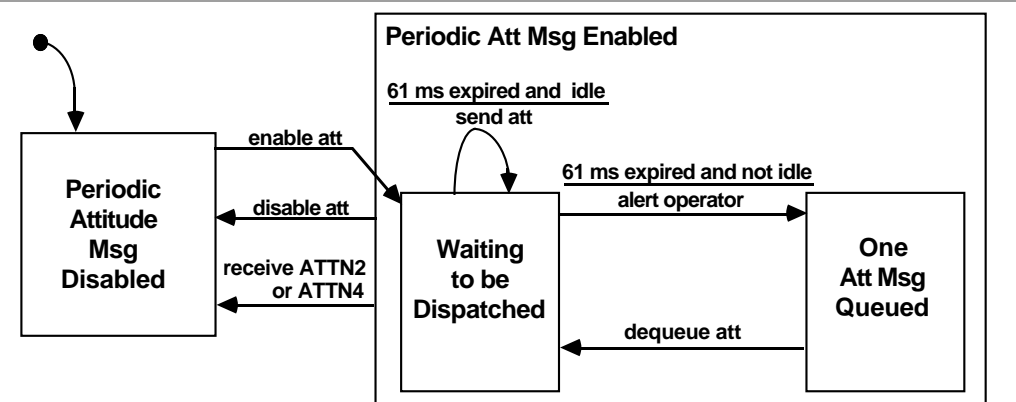 Periodic Att Msg Enabled
61 ms expired and idle
send att
enable att
61 ms expired and not idle
alert operator
Periodic
Attitude
Msg
Disabled
disable att
receive ATTN2
or ATTN4
Waiting
to be
Dispatched
One
Att Msg
Queued
dequeue att